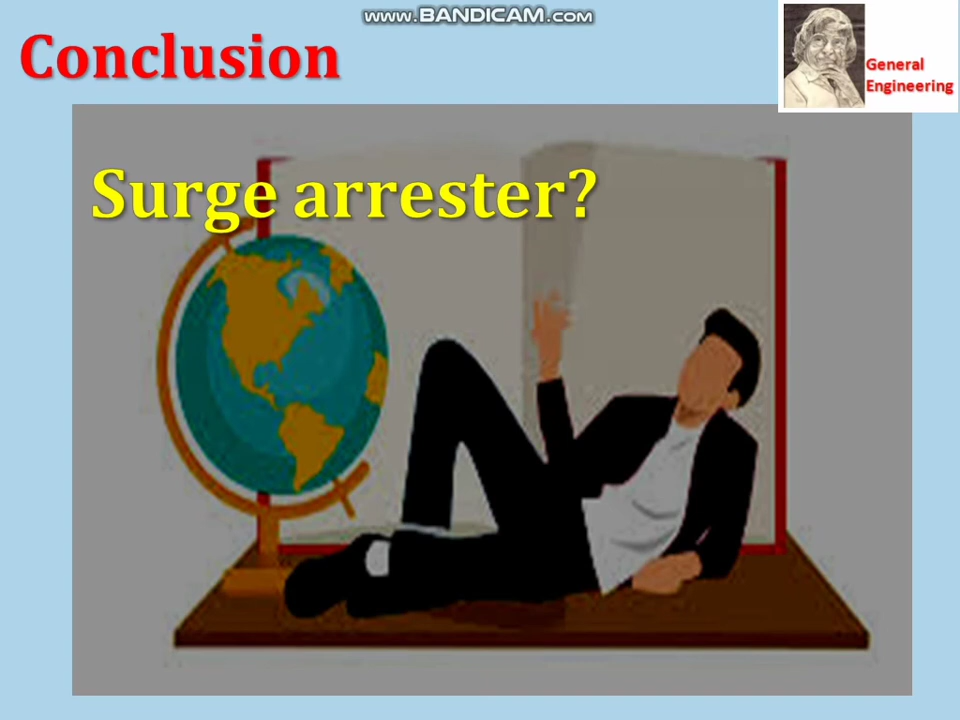 www.BANDICAM.com
Conclusion
General
Engineering
Surge arrester?